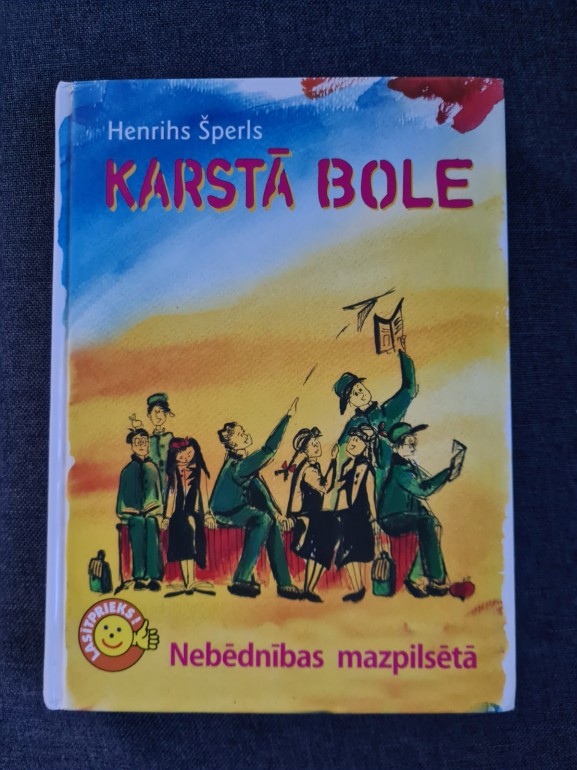 Henrihs Šperls
KARSTĀ BOLE
LASĪTPRIEKS!
Nebēdnības mazpilsētā